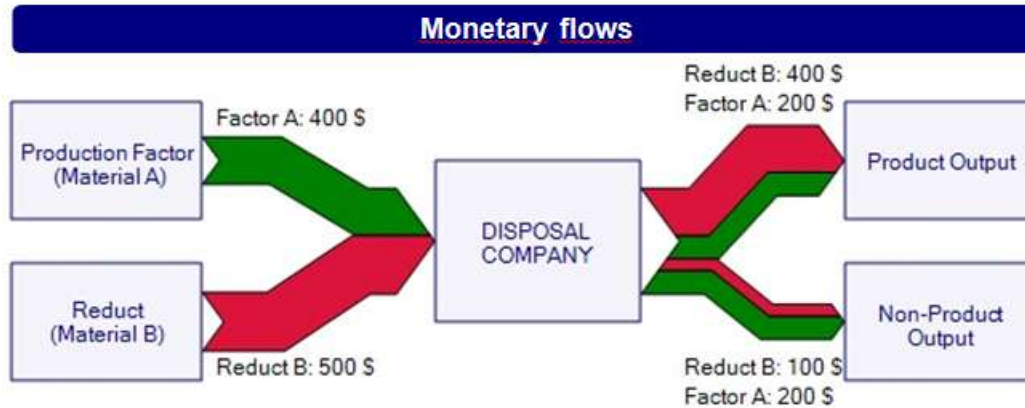 Monetary flows
Reduct B: 400 $
Factor A: 200 $
Factor A: 400 $
Production Factor
(Material A)
Product Output
DISPOSAL
COMPANY
Reduct
(Material B)
Non-Product
Output
Reduct B: 500 $
Reduct B: 100 $
Factor A: 200 $